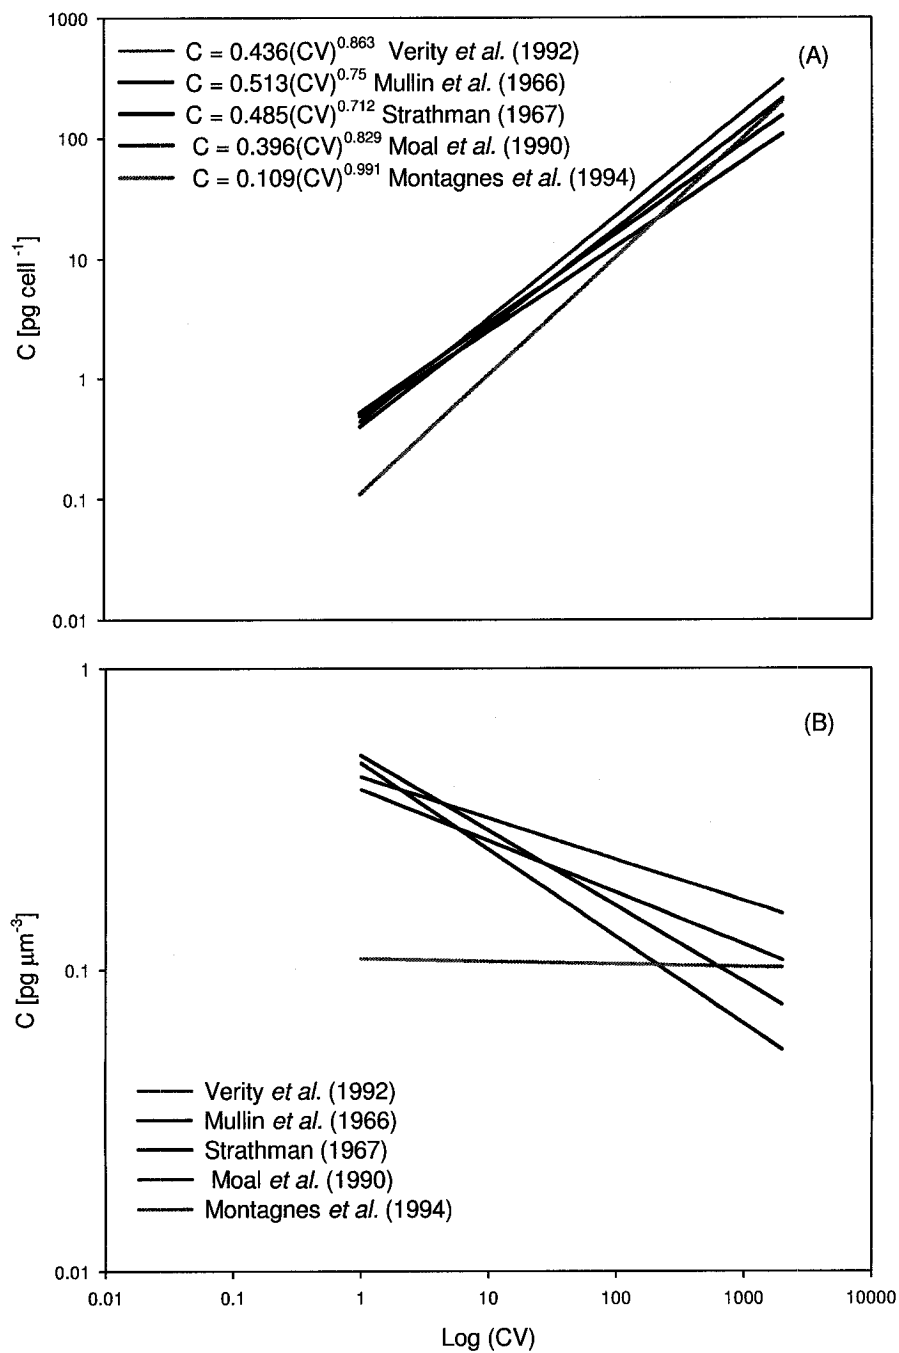 1000
C = 0.436(CV)^0.863 Verity et al. (1992)
(A)
C = 0.513(CV)^0.75 Mullin et al. (1966)
C = 0.485(CV)^0.712 Strathman (1967)
100
C = 0.396(CV)^0.829 Moal et al. (1990)
C = 0.109(CV)^0.991 Montagnes et al. (1994)
10
C [pg cell⁻¹]
1
0.1
0.01
1
(B)
C [pg µm⁻³]
0.1
Verity et al. (1992)
Mullin et al. (1966)
Strathman (1967)
Moal et al. (1990)
Montagnes et al. (1994)
0.01
0.01 0.1 1 10 100 1000 10000
Log (CV)